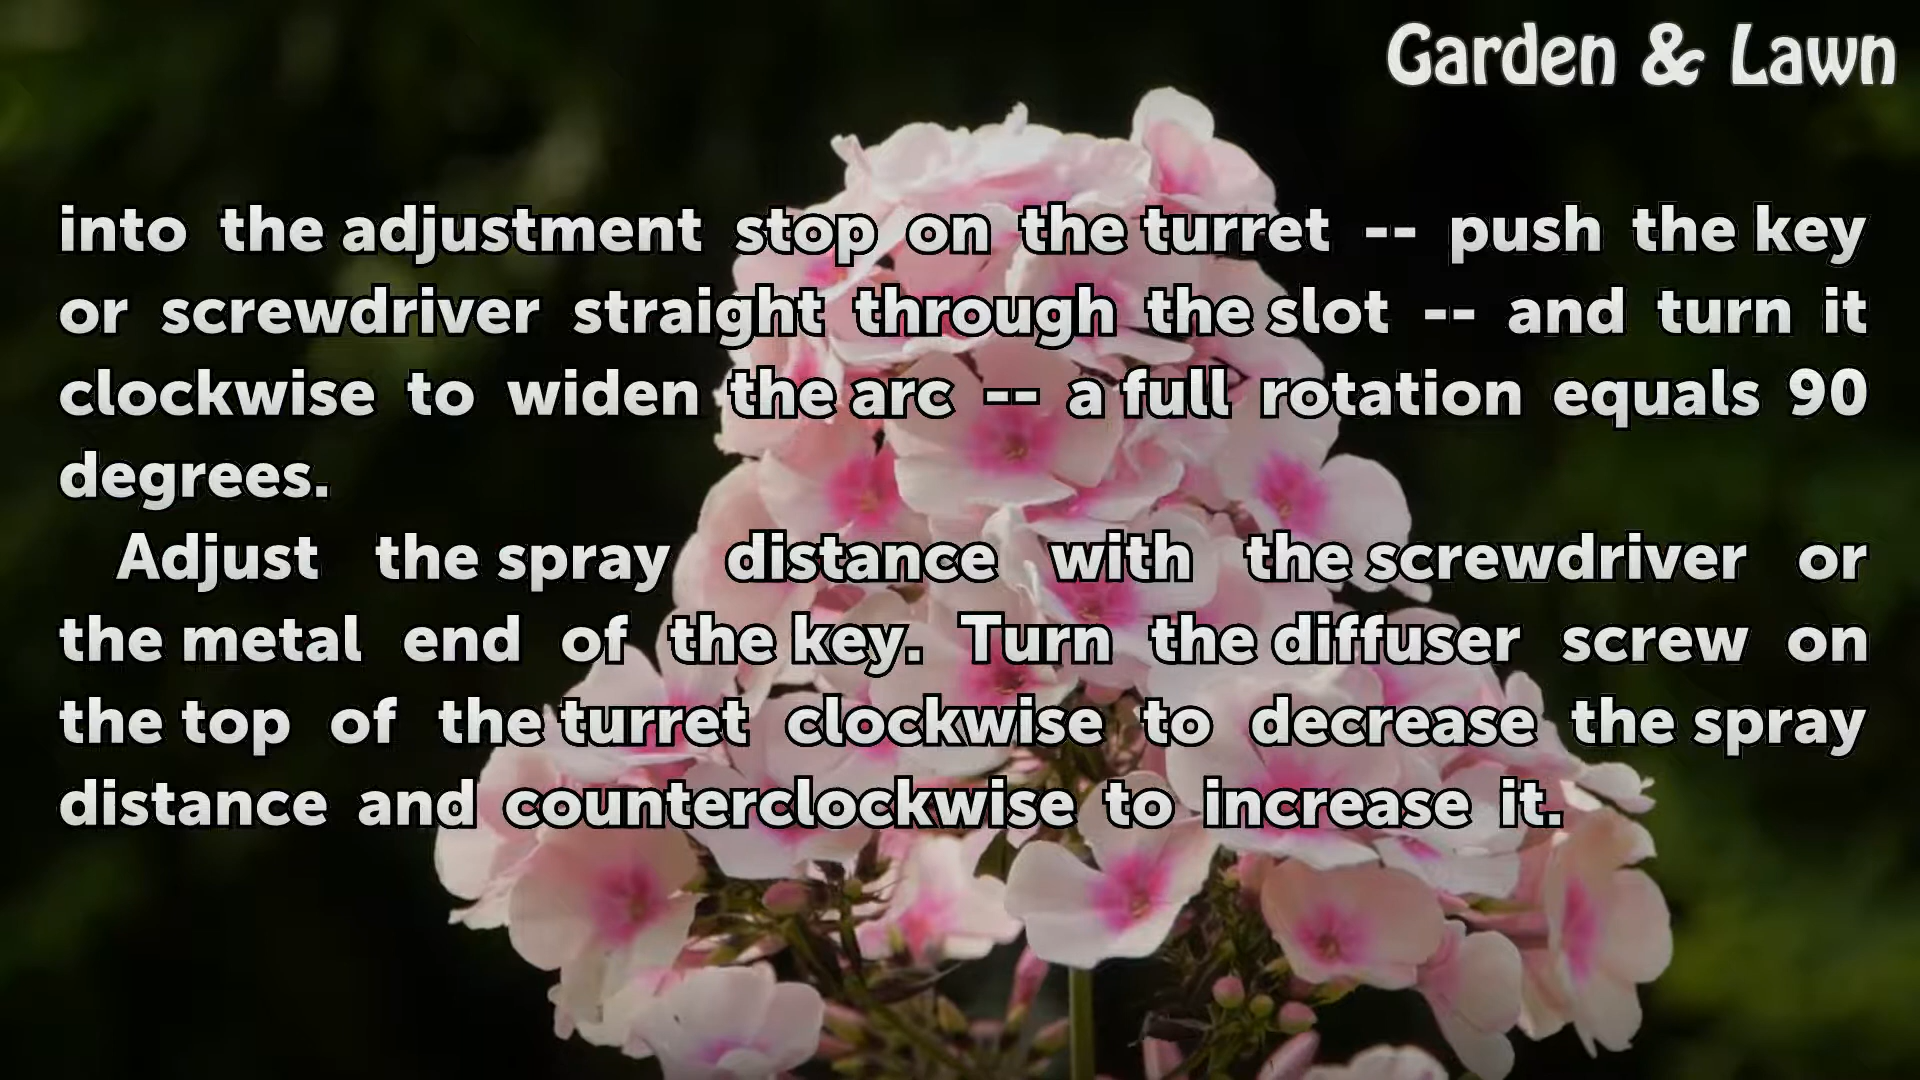 Garden & Lawn
into the adjustment stop on the turret -- push the key
or screwdriver straight through the slot -- and turn it
clockwise to widen the arc -- a full rotation equals 90
degrees.
Adjust the spray distance with the screwdriver or
the metal end of the key. Turn the diffuser screw on
the top of the turret clockwise to decrease the spray
distance and counterclockwise to increase it.